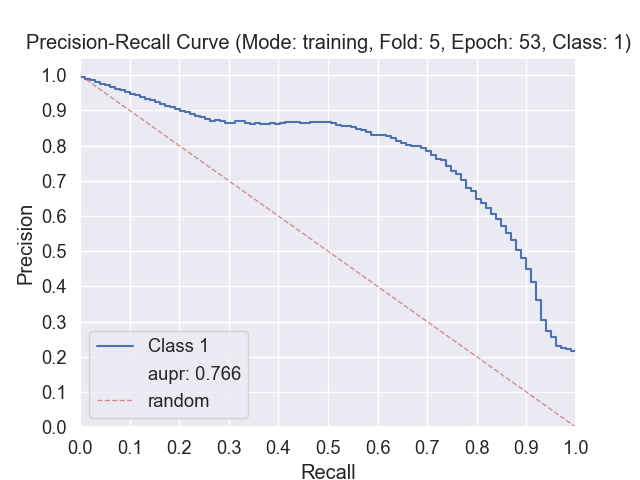 Precision-Recall Curve (Mode: training, Fold: 5, Epoch: 53, Class: 1)
1.0
0.9
0.8
0.7
0.6
0.5
0.4
0.3
0.2
0.1
0.0
Precision
Class 1
aupr: 0.766
random
0.0 0.1 0.2 0.3 0.4 0.5 0.6 0.7 0.8 0.9 1.0
Recall